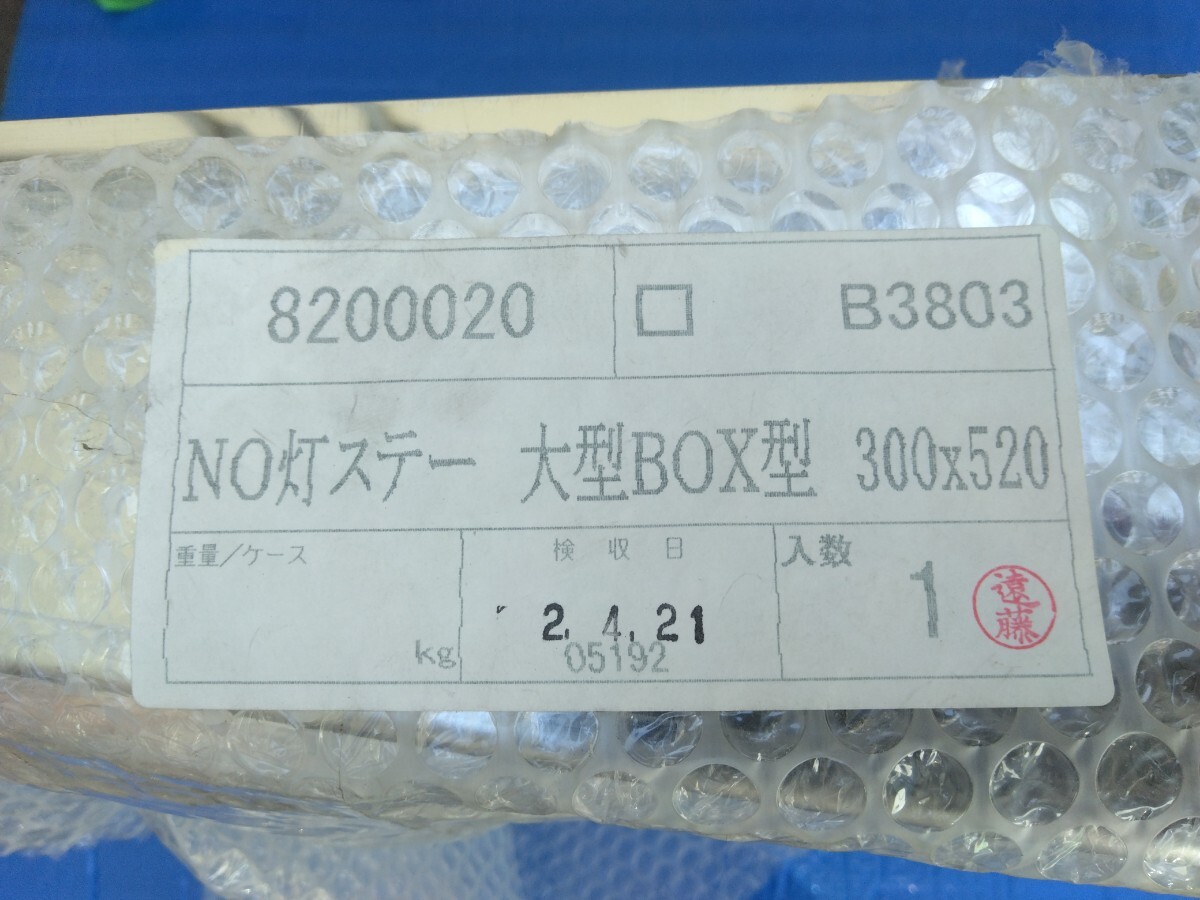 8200020 □ B3803
NO灯ステー 大型BOX型 300x520
重量/ケース 検収日 入数
' 2. 4. 21 1 遠藤
kg 05192